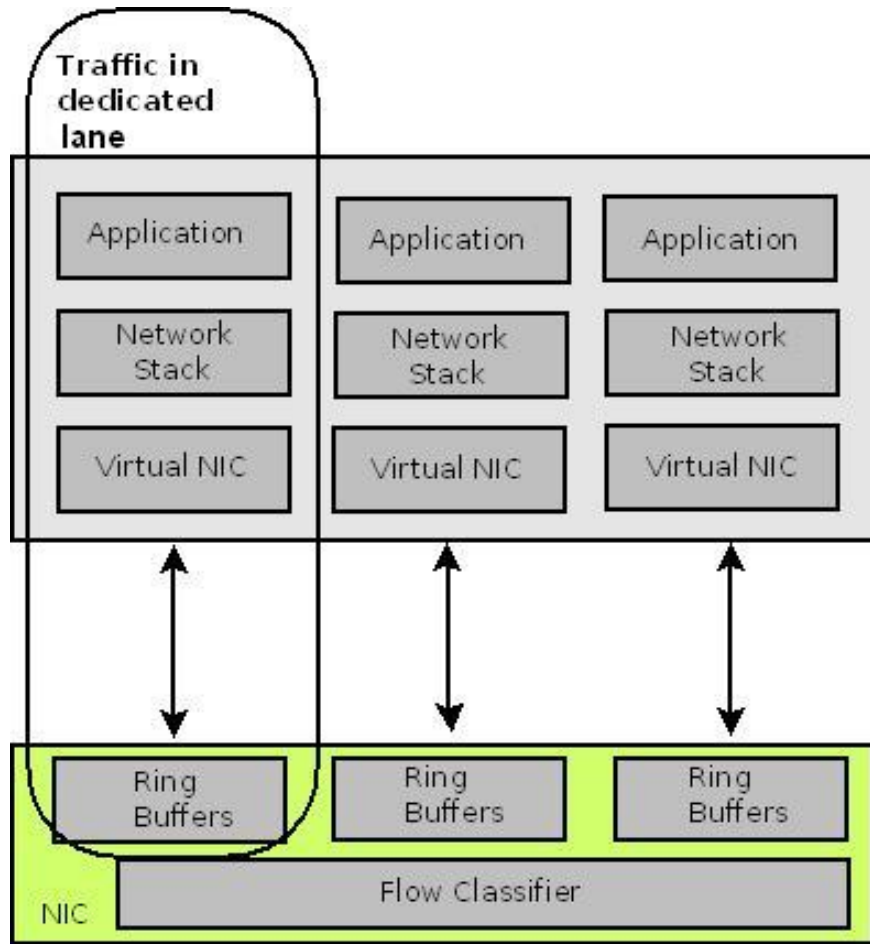 Traffic in
dedicated
lane
Application
Application
Application
Network
Stack
Network
Stack
Network
Stack
Virtual NIC
Virtual NIC
Virtual NIC
Ring
Buffers
Ring
Buffers
Ring
Buffers
Flow Classifier
NIC